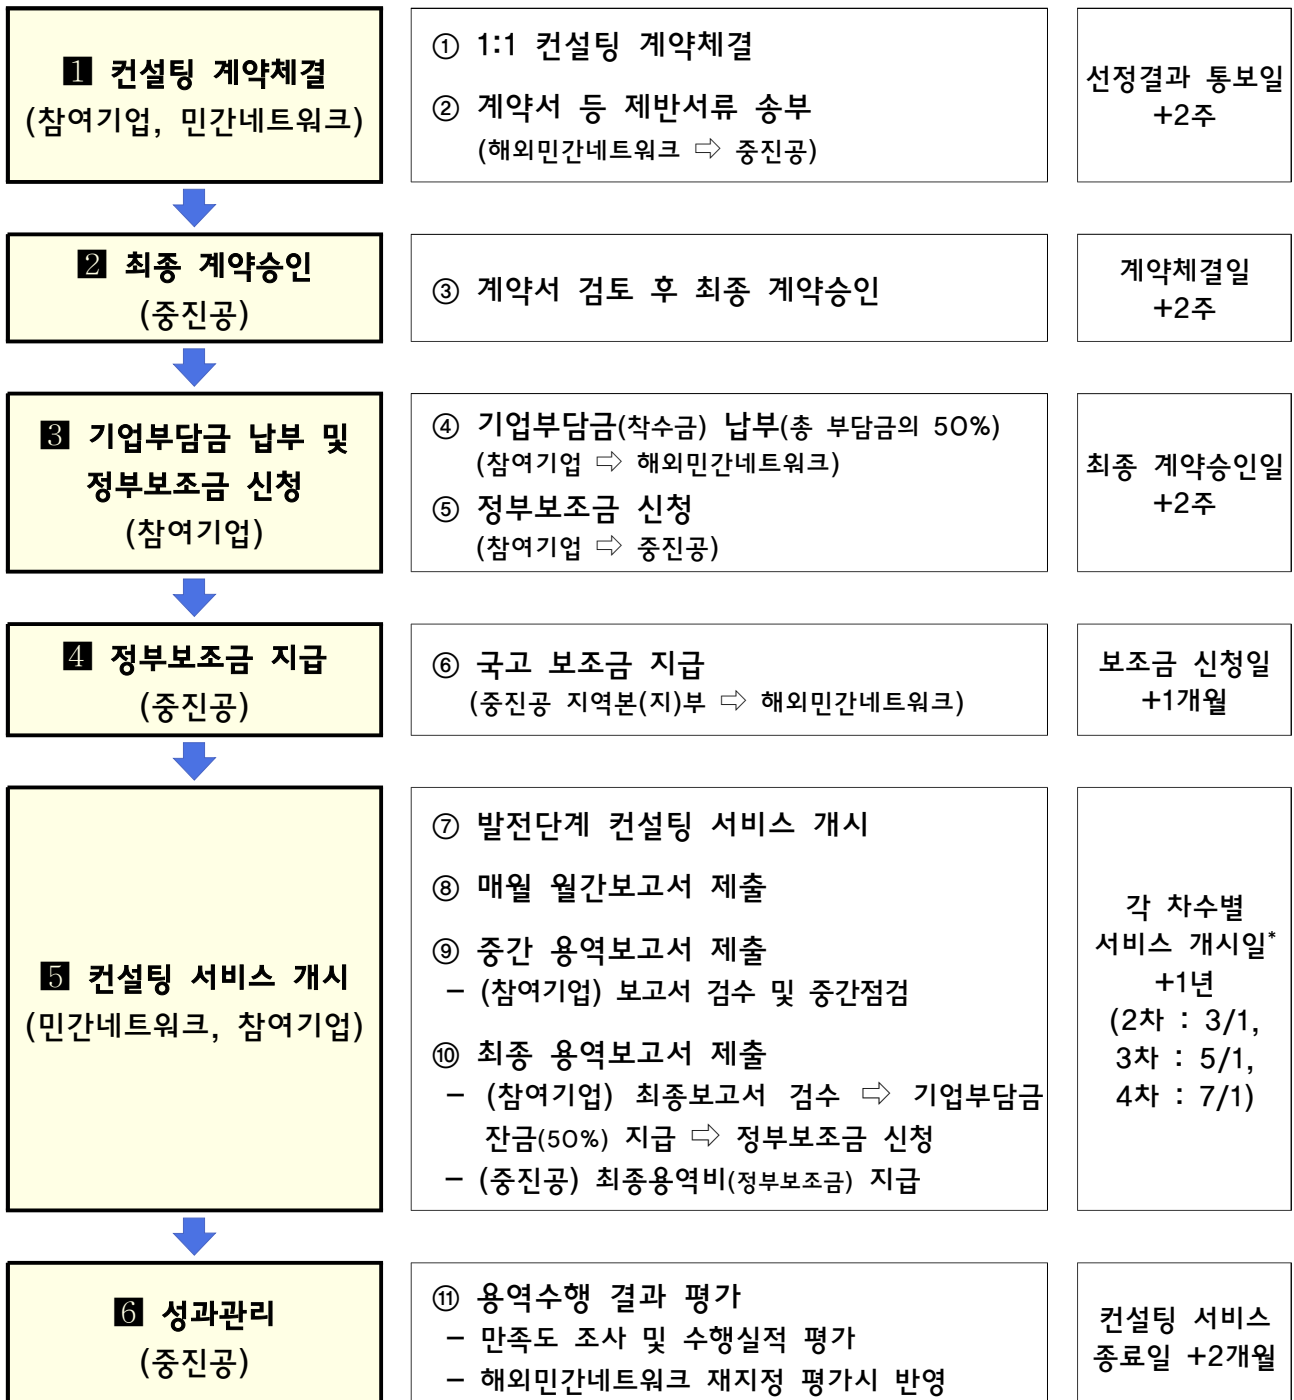 1 컨설팅 계약체결
(참여기업, 민간네트워크)
① 1:1 컨설팅 계약체결
② 계약서 등 제반서류 송부
(해외민간네트워크 ⇨ 중진공)
선정결과 통보일
+2주
2 최종 계약승인
(중진공)
③ 계약서 검토 후 최종 계약승인
계약체결일
+2주
3 기업부담금 납부 및
정부보조금 신청
(참여기업)
④ 기업부담금(착수금) 납부(총 부담금의 50%)
(참여기업 ⇨ 해외민간네트워크)
⑤ 정부보조금 신청
(참여기업 ⇨ 중진공)
최종 계약승인일
+2주
4 정부보조금 지급
(중진공)
⑥ 국고 보조금 지급
(중진공 지역본(지)부 ⇨ 해외민간네트워크)
보조금 신청일
+1개월
5 컨설팅 서비스 개시
(민간네트워크, 참여기업)
⑦ 발전단계 컨설팅 서비스 개시
⑧ 매월 월간보고서 제출
⑨ 중간 용역보고서 제출
– (참여기업) 보고서 검수 및 중간점검
⑩ 최종 용역보고서 제출
– (참여기업) 최종보고서 검수 ⇨ 기업부담금
잔금(50%) 지급 ⇨ 정부보조금 신청
– (중진공) 최종용역비(정부보조금) 지급
각 차수별
서비스 개시일*
+1년
(2차 : 3/1,
3차 : 5/1,
4차 : 7/1)
6 성과관리
(중진공)
⑪ 용역수행 결과 평가
– 만족도 조사 및 수행실적 평가
– 해외민간네트워크 재지정 평가시 반영
컨설팅 서비스
종료일 +2개월